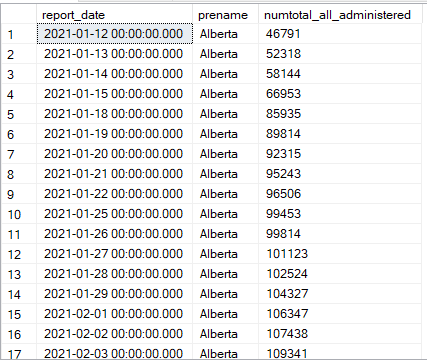 report_date prename numtotal_all_administered
1 2021-01-12 00:00:00.000 Alberta 46791
2 2021-01-13 00:00:00.000 Alberta 52318
3 2021-01-14 00:00:00.000 Alberta 58144
4 2021-01-15 00:00:00.000 Alberta 66953
5 2021-01-18 00:00:00.000 Alberta 85935
6 2021-01-19 00:00:00.000 Alberta 89814
7 2021-01-20 00:00:00.000 Alberta 92315
8 2021-01-21 00:00:00.000 Alberta 95243
9 2021-01-22 00:00:00.000 Alberta 96506
10 2021-01-25 00:00:00.000 Alberta 99453
11 2021-01-26 00:00:00.000 Alberta 99814
12 2021-01-27 00:00:00.000 Alberta 101123
13 2021-01-28 00:00:00.000 Alberta 102524
14 2021-01-29 00:00:00.000 Alberta 104327
15 2021-02-01 00:00:00.000 Alberta 106347
16 2021-02-02 00:00:00.000 Alberta 107438
17 2021-02-03 00:00:00.000 Alberta 109341